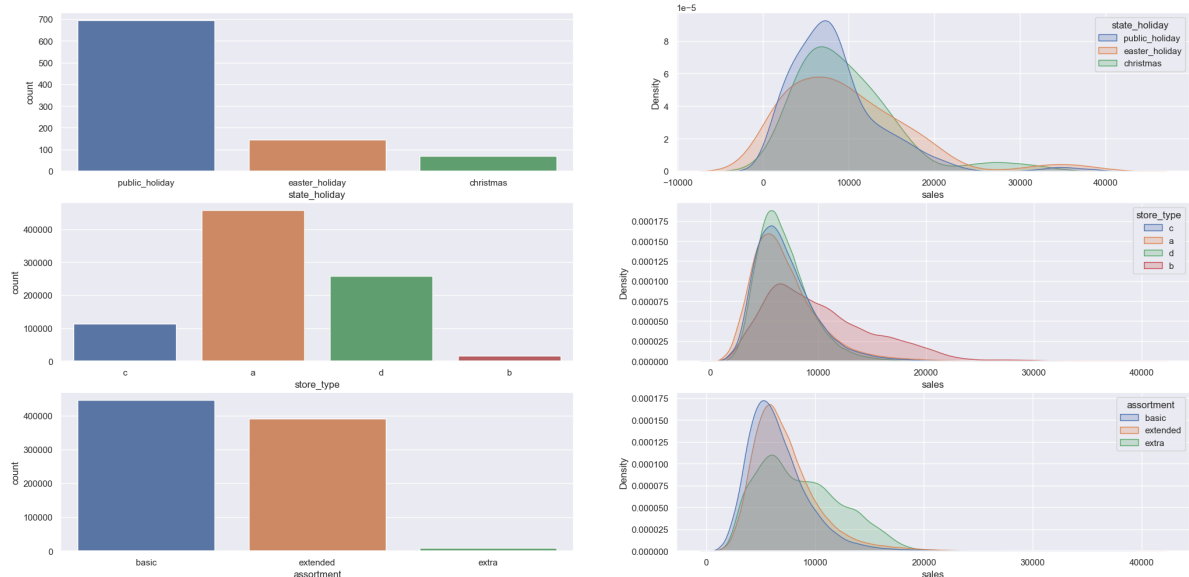 700
600
500
400
300
200
100
0
count
public_holiday
easter_holiday
christmas
state_holiday
1e−5
8
6
4
2
0
Density
−10000
0
10000
20000
30000
40000
sales
state_holiday
public_holiday
easter_holiday
christmas
400000
300000
200000
100000
0
count
c
a
d
b
store_type
0.000175
0.000150
0.000125
0.000100
0.000075
0.000050
0.000025
0.000000
Density
0
10000
20000
30000
40000
sales
store_type
c
a
d
b
400000
300000
200000
100000
0
count
basic
extended
extra
assortment
0.000175
0.000150
0.000125
0.000100
0.000075
0.000050
0.000025
0.000000
Density
0
10000
20000
30000
40000
sales
assortment
basic
extended
extra